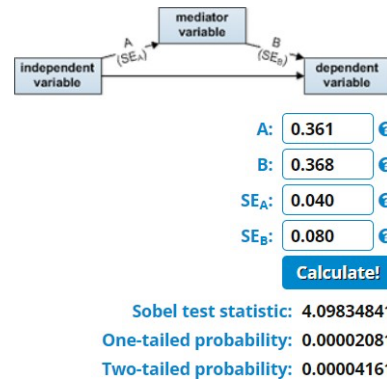 mediator
variable
A
(SEA)
B
(SEB)
independent
variable
dependent
variable
A: 0.361
B: 0.368
SEA: 0.040
SEB: 0.080
Calculate!
Sobel test statistic: 4.09834841
One-tailed probability: 0.00002081
Two-tailed probability: 0.00004161